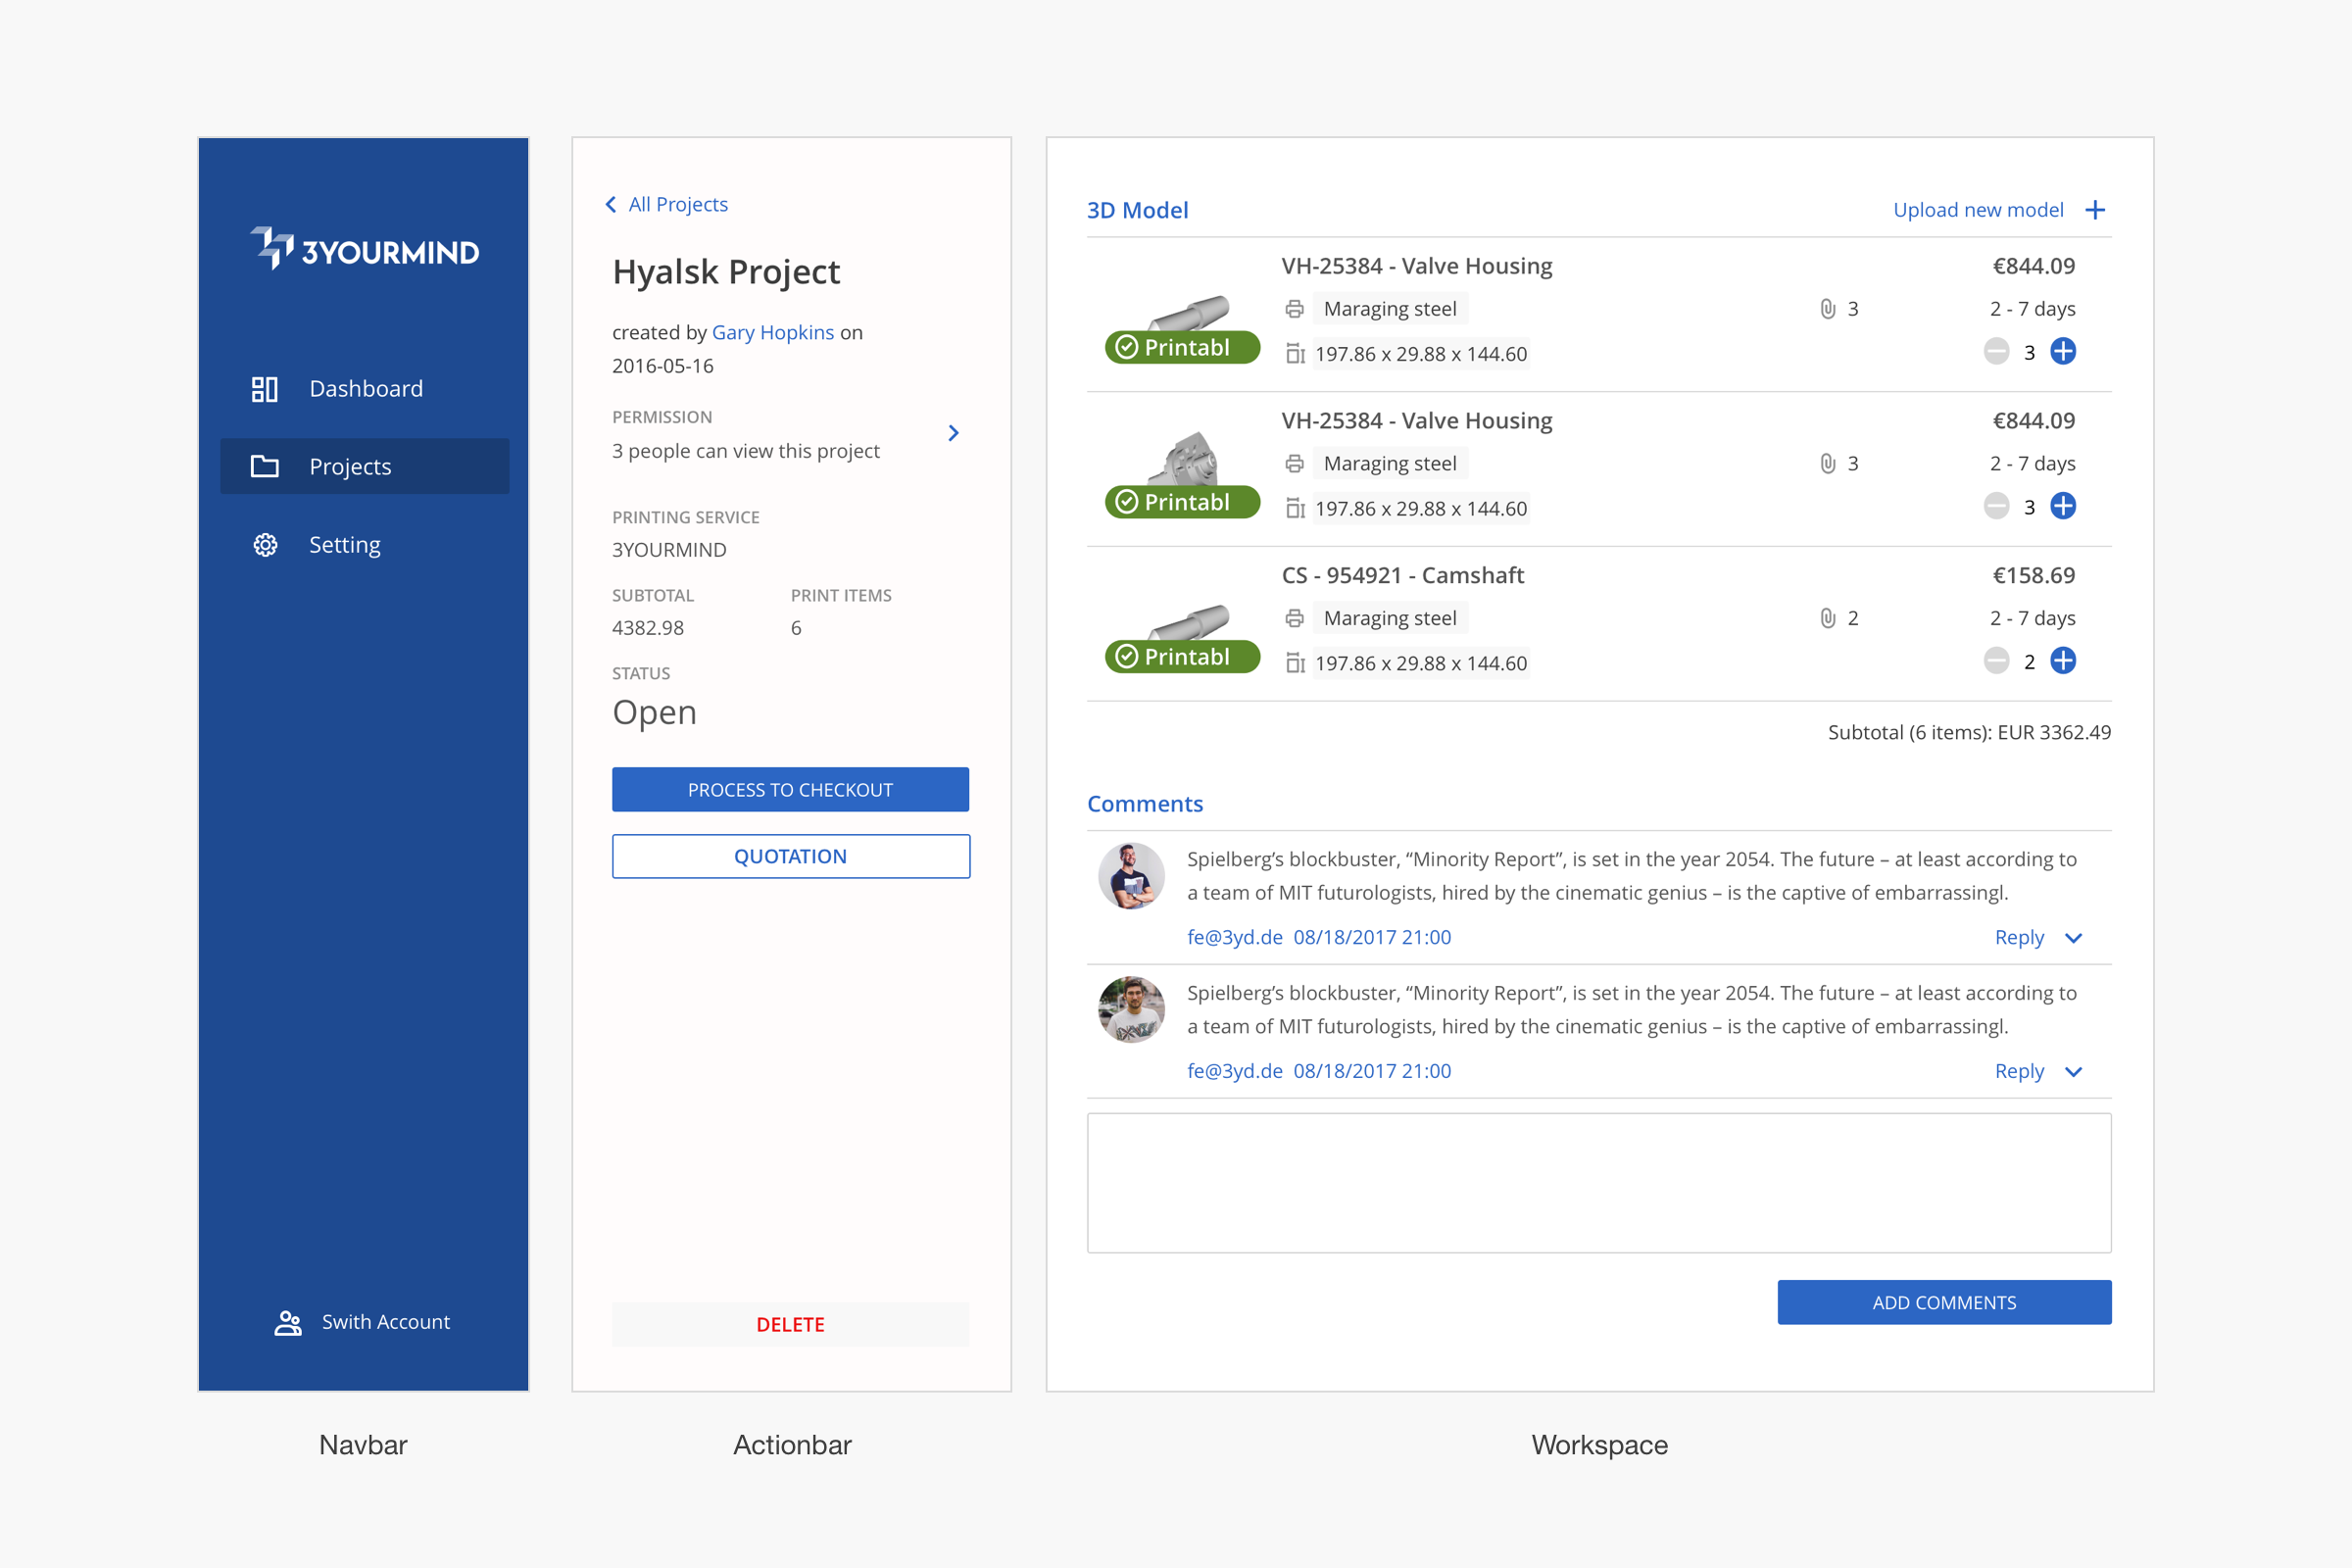 3YOURMIND
Dashboard
Projects
Setting
Swith Account
All Projects
Hyalsk Project
created by Gary Hopkins on
2016-05-16
PERMISSION
3 people can view this project
PRINTING SERVICE
3YOURMIND
SUBTOTAL PRINT ITEMS
4382.98 6
STATUS
Open
PROCESS TO CHECKOUT
QUOTATION
DELETE
3D Model Upload new model
VH-25384 - Valve Housing €844.09
Maraging steel 3 2 - 7 days
Printabl 197.86 x 29.88 x 144.60 3
VH-25384 - Valve Housing €844.09
Maraging steel 3 2 - 7 days
Printabl 197.86 x 29.88 x 144.60 3
CS - 954921 - Camshaft €158.69
Maraging steel 2 2 - 7 days
Printabl 197.86 x 29.88 x 144.60 2
Subtotal (6 items): EUR 3362.49
Comments
Spielberg’s blockbuster, “Minority Report”, is set in the year 2054. The future – at least according to
a team of MIT futurologists, hired by the cinematic genius – is the captive of embarrassingl.
fe@3yd.de 08/18/2017 21:00 Reply
Spielberg’s blockbuster, “Minority Report”, is set in the year 2054. The future – at least according to
a team of MIT futurologists, hired by the cinematic genius – is the captive of embarrassingl.
fe@3yd.de 08/18/2017 21:00 Reply
ADD COMMENTS
Navbar
Actionbar
Workspace